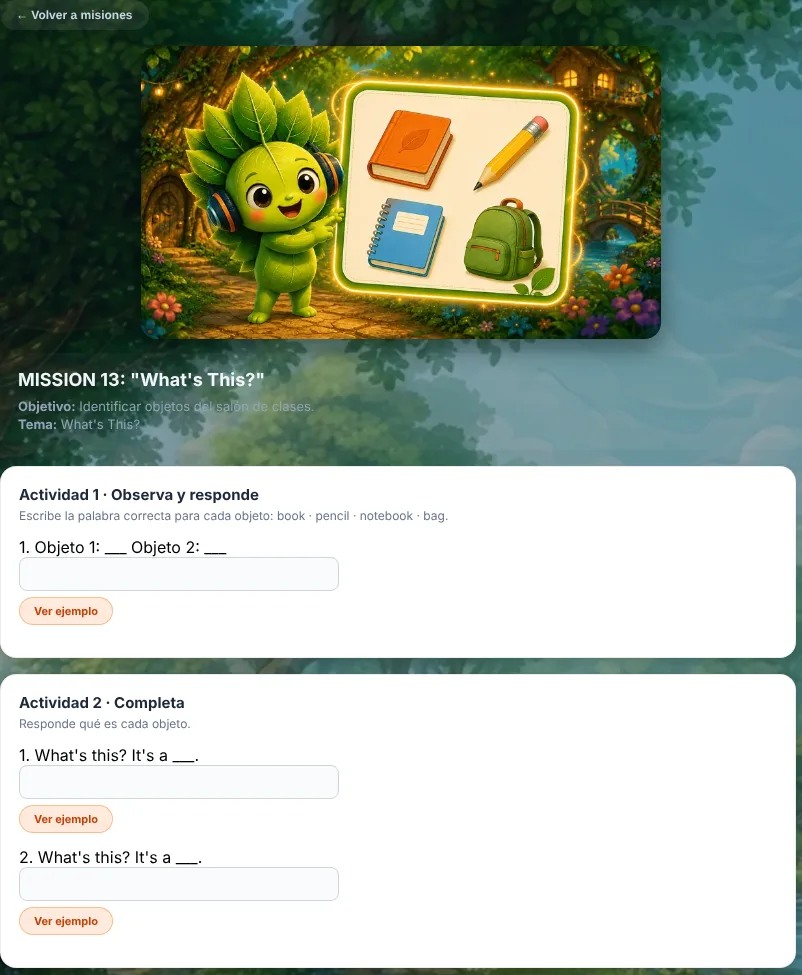 ← Volver a misiones
MISSION 13: "What's This?"
Objetivo: Identificar objetos del salón de clases.
Tema: What's This?
Actividad 1 · Observa y responde
Escribe la palabra correcta para cada objeto: book · pencil · notebook · bag.
1. Objeto 1: ___ Objeto 2: ___
Ver ejemplo
Actividad 2 · Completa
Responde qué es cada objeto.
1. What's this? It's a ___.
Ver ejemplo
2. What's this? It's a ___.
Ver ejemplo